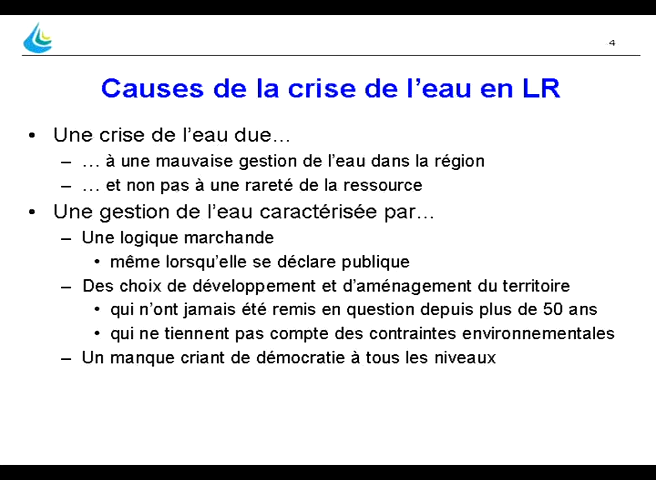 4
Causes de la crise de l'eau en LR
• Une crise de l'eau due…
– … à une mauvaise gestion de l'eau dans la région
– … et non pas à une rareté de la ressource
• Une gestion de l'eau caractérisée par…
– Une logique marchande
• même lorsqu'elle se déclare publique
– Des choix de développement et d'aménagement du territoire
• qui n'ont jamais été remis en question depuis plus de 50 ans
• qui ne tiennent pas compte des contraintes environnementales
– Un manque criant de démocratie à tous les niveaux